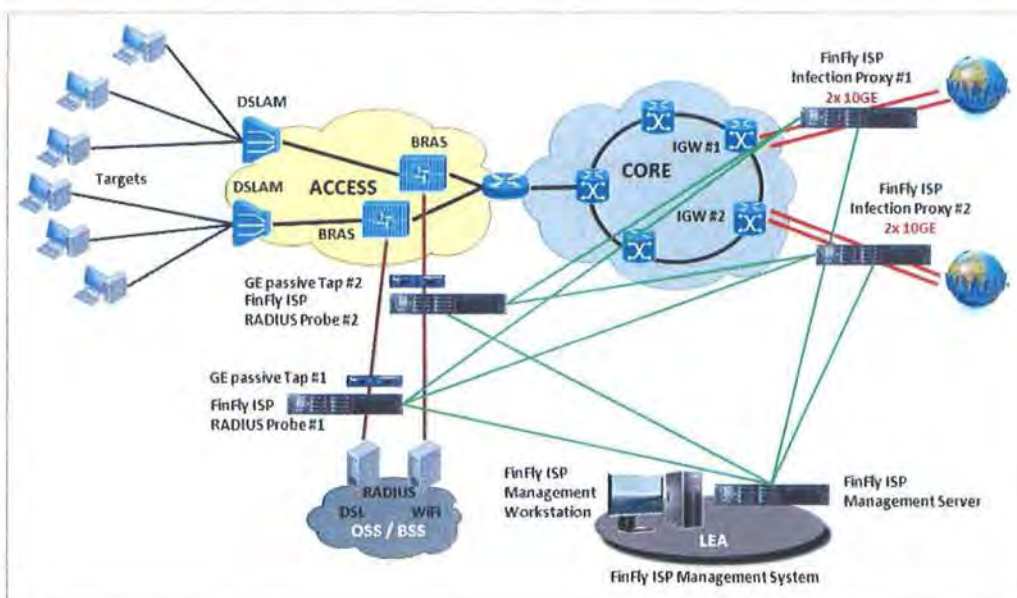 FinFly ISP
Infection Proxy #1
2x 10GE
DSLAM
BRAS
IGW #1
CORE
Targets
DSLAM
ACCESS
BRAS
IGW #2
FinFly ISP
Infection Proxy #2
2x 10GE
GE passive Tap #2
FinFly ISP
RADIUS Probe #2
GE passive Tap #1
FinFly ISP
RADIUS Probe #1
RADIUS
DSL
WiFi
OSS / BSS
FinFly ISP
Management
Workstation
FinFly ISP
Management Server
LEA
FinFly ISP Management System